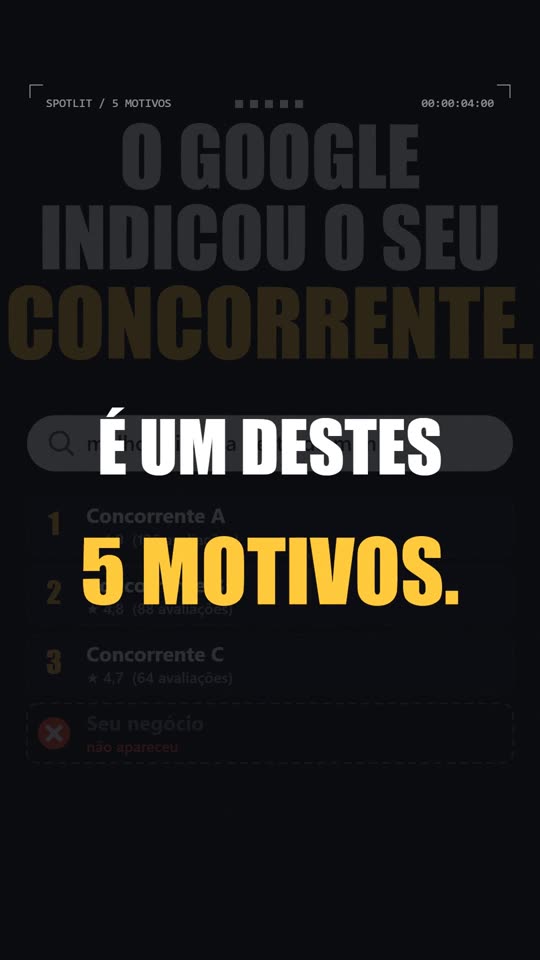 SPOTLIT / 5 MOTIVOS
00:00:04:00
O GOOGLE
INDICOU O SEU
CONCORRENTE.
É UM DESTES
1
Concorrente A
5 MOTIVOS.
2
★ 4,8 (88 avaliações)
3
Concorrente C
★ 4,7 (64 avaliações)
Seu negócio
não apareceu